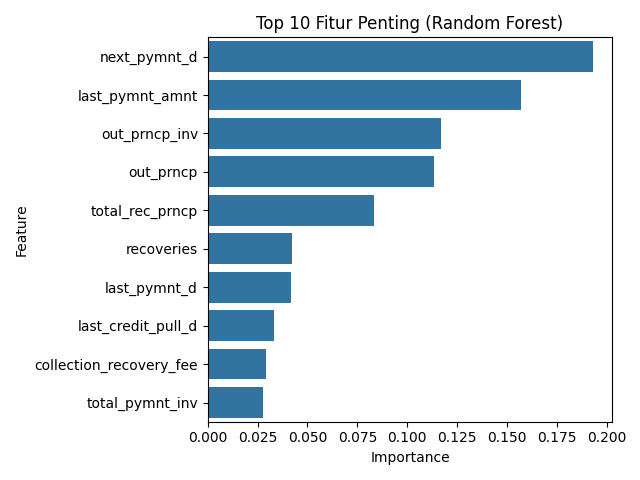 Top 10 Fitur Penting (Random Forest)
next_pymnt_d
last_pymnt_amnt
out_prncp_inv
out_prncp
total_rec_prncp
recoveries
last_pymnt_d
last_credit_pull_d
collection_recovery_fee
total_pymnt_inv
Feature
0.000 0.025 0.050 0.075 0.100 0.125 0.150 0.175 0.200
Importance